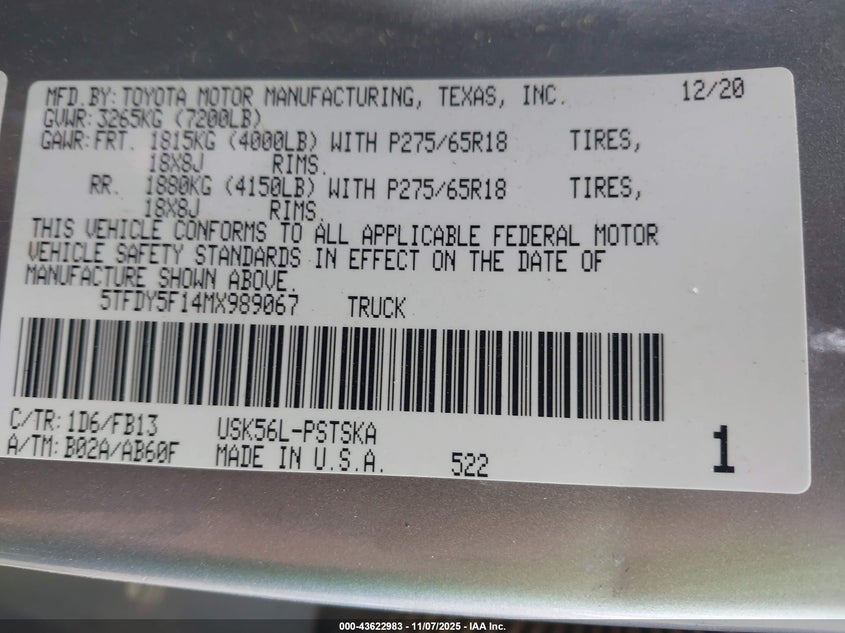 MFD.BY:TOYOTA MOTOR MANUFACTURING, TEXAS, INC. 12/20
GVWR:3265KG (7200LB)
GAWR:FRT. 1815KG (4000LB) WITH P275/65R18 TIRES,
18X8J RIMS.
RR. 1880KG (4150LB) WITH P275/65R18 TIRES,
18X8J RIMS.
THIS VEHICLE CONFORMS TO ALL APPLICABLE FEDERAL MOTOR
VEHICLE SAFETY STANDARDS IN EFFECT ON THE DATE OF
MANUFACTURE SHOWN ABOVE.
5TFDY5F14MX989067 TRUCK
C/TR:1D6/FB13 USK56L-PSTSKA
A/TM:B02A/AB60F MADE IN U.S.A. 522 1
000-43622983 - 11/07/2025 - IAA Inc.